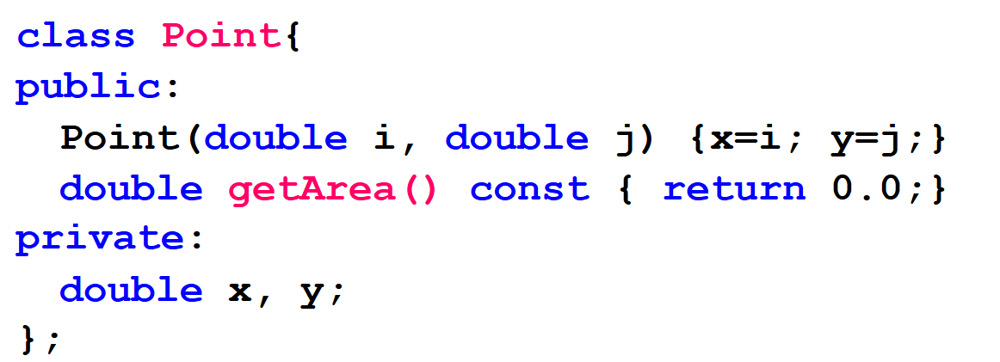 class Point{
public:
  Point(double i, double j) {x=i; y=j;}
  double getArea() const { return 0.0;}
private:
  double x, y;
};